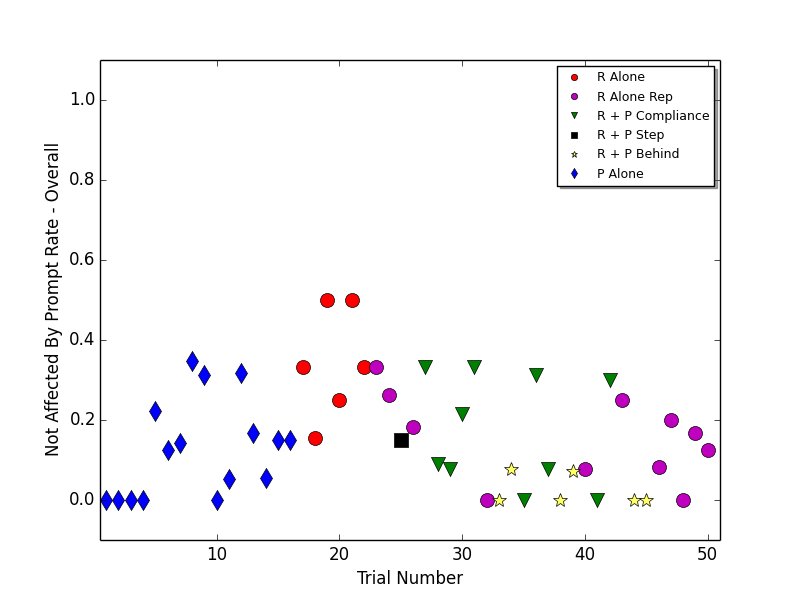 R Alone
R Alone Rep
R + P Compliance
R + P Step
R + P Behind
P Alone
1.0
0.8
0.6
0.4
0.2
0.0
Not Affected By Prompt Rate - Overall
10 20 30 40 50
Trial Number